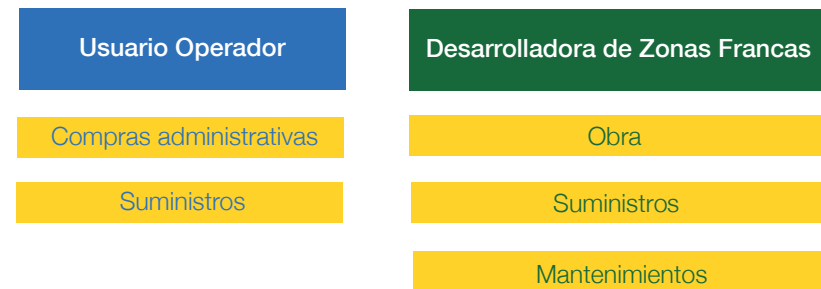 Usuario Operador
Compras administrativas
Suministros
Desarrolladora de Zonas Francas
Obra
Suministros
Mantenimientos